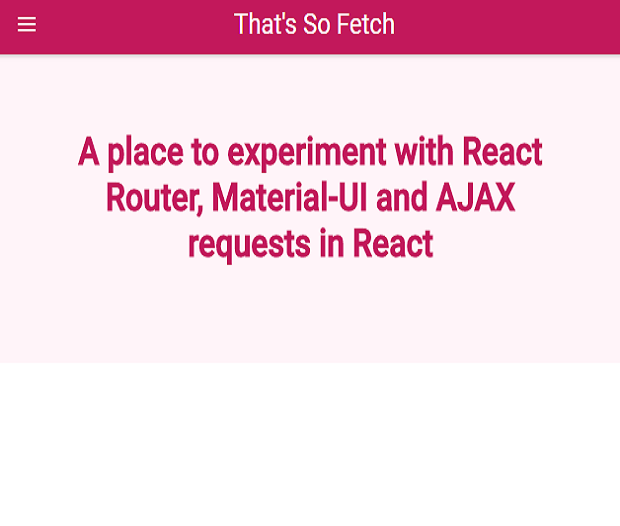 That's So Fetch
A place to experiment with React
Router, Material-UI and AJAX
requests in React